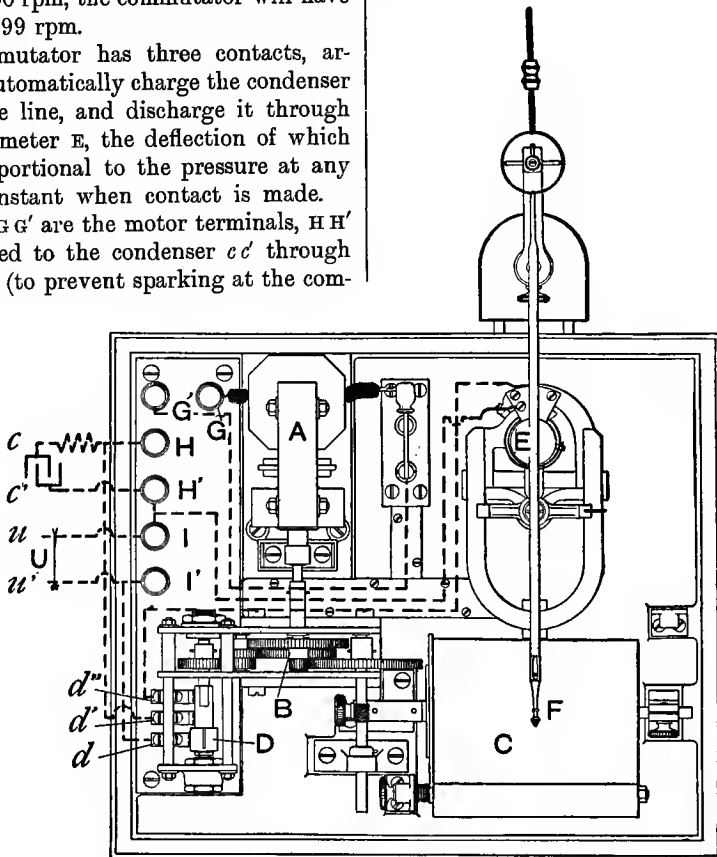 0 rpm, the commutator will have
99 rpm.
mutator has three contacts, ar-
utomatically charge the condenser
e line, and discharge it through
meter E, the deflection of which
portional to the pressure at any
nstant when contact is made.
G G' are the motor terminals, H H'
ed to the condenser c c' through
(to prevent sparking at the com-
G'
G
A
E
c
H
c'
H'
u
I
U
u'
I'
d"
d'
d
B
D
C
F